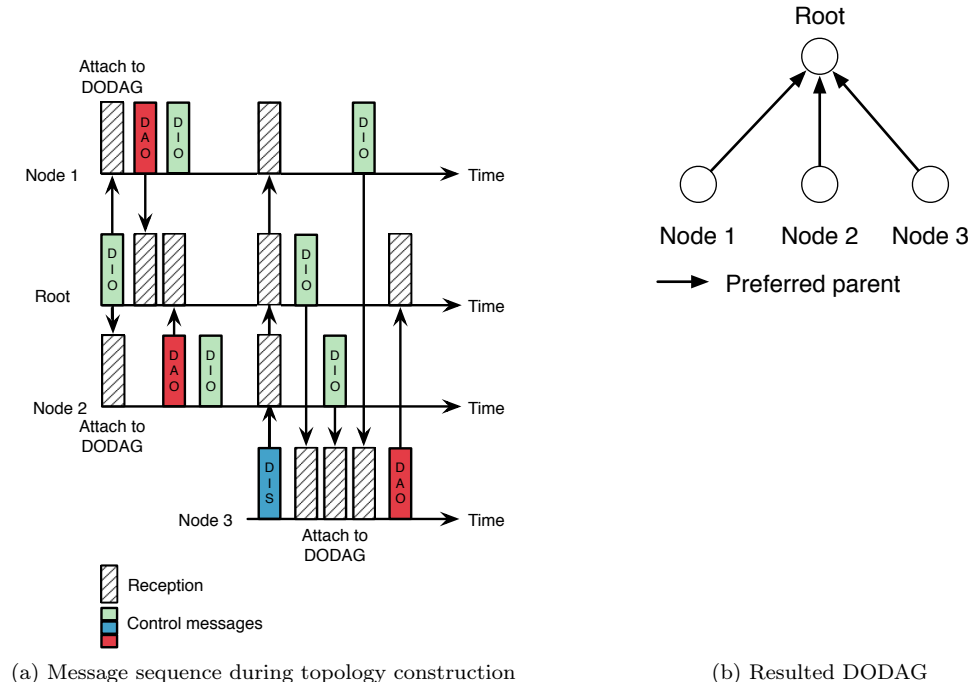 Attach to
DODAG
DAO
DIO
DIO
Node 1
Time
DIO
DIO
Root
Time
DAO
DIO
DIO
Node 2
Time
Attach to
DODAG
DIS
DAO
Node 3
Time
Attach to
DODAG
Reception
Control messages
(a) Message sequence during topology construction
Root
Node 1 Node 2 Node 3
Preferred parent
(b) Resulted DODAG